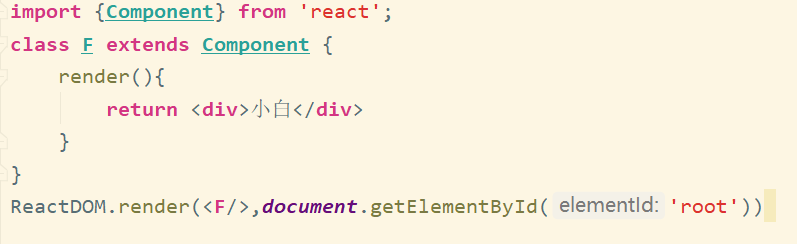 import {Component} from 'react';
class F extends Component {
    render(){
        return <div>小白</div>
    }
}
ReactDOM.render(<F/>,document.getElementById( elementId: 'root'))